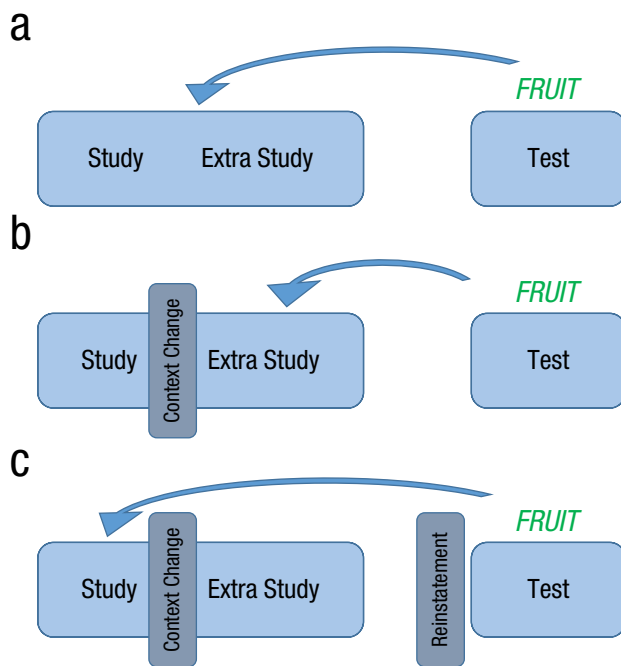 a
FRUIT
Study Extra Study Test
b
FRUIT
Study Context Change Extra Study Test
c
FRUIT
Study Context Change Extra Study Reinstatement Test